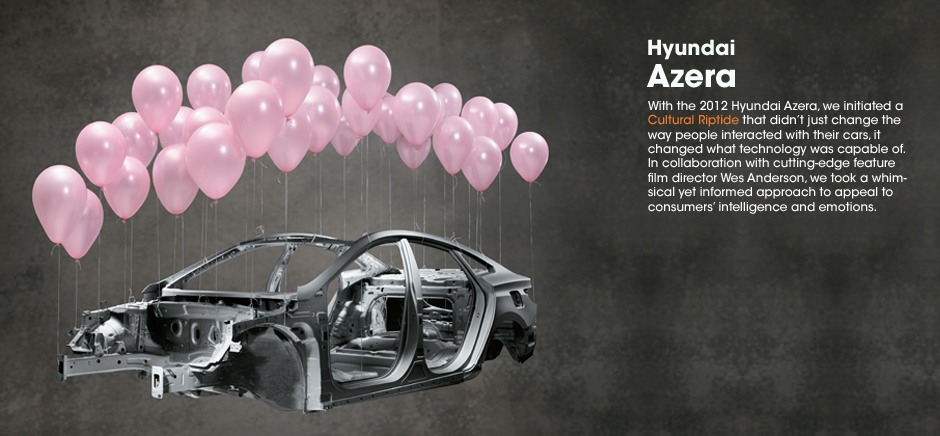 Hyundai
Azera
With the 2012 Hyundai Azera, we initiated a
Cultural Riptide that didn't just change the
way people interacted with their cars, it
changed what technology was capable of.
In collaboration with cutting-edge feature
film director Wes Anderson, we took a whim-
sical yet informed approach to appeal to
consumers' intelligence and emotions.